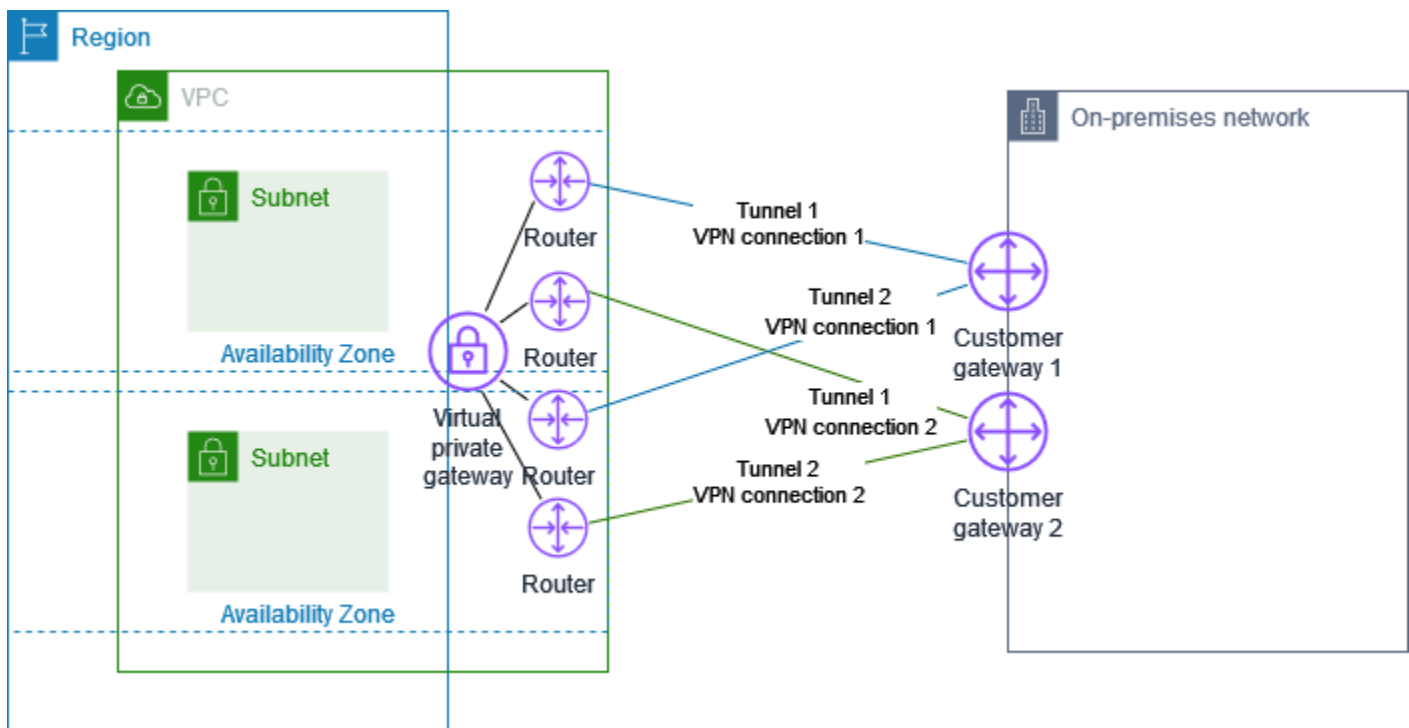 Region
VPC
On-premises network
Subnet
Tunnel 1
VPN connection 1
Router
Tunnel 2
VPN connection 1
Customer
gateway 1
Availability Zone
Router
Tunnel 1
VPN connection 2
Virtual
private
gateway
Subnet
Router
Tunnel 2
VPN connection 2
Customer
gateway 2
Router
Availability Zone